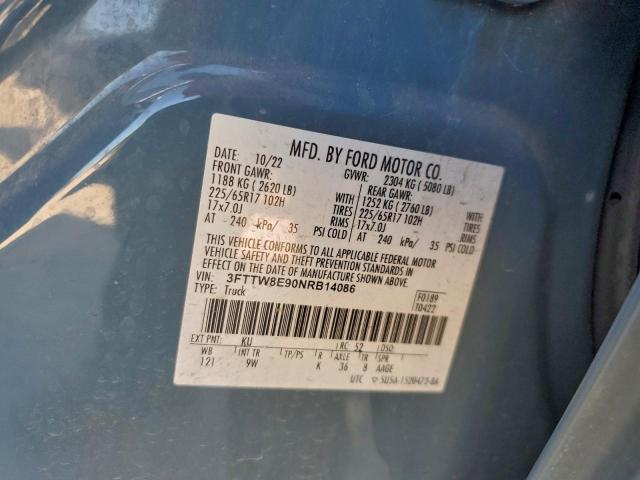 MFD. BY FORD MOTOR CO.
DATE: 10/22 GVWR: 2304 KG (5080 LB)
FRONT GAWR: REAR GAWR:
1188 KG (2620 LB) 1252 KG (2760 LB) WITH
225/65R17 102H TIRES 225/65R17 102H TIRES
17x7.0J RIMS 17x7.0J RIMS
AT 240 kPa/ 35 PSI COLD AT 240 kPa/ 35 PSI COLD
THIS VEHICLE CONFORMS TO ALL APPLICABLE FEDERAL MOTOR
VEHICLE SAFETY AND THEFT PREVENTION STANDARDS IN
EFFECT ON THE DATE OF MANUFACTURE SHOWN ABOVE.
VIN: 3FTTW8E90NRB14086
TYPE: Truck
F0189
T0422
EXT PNT: KU RC: 52 DSO:
WB INT TR TP/PS R AXLE TR SPR
121 9W K 36 8 AAGE
UTC